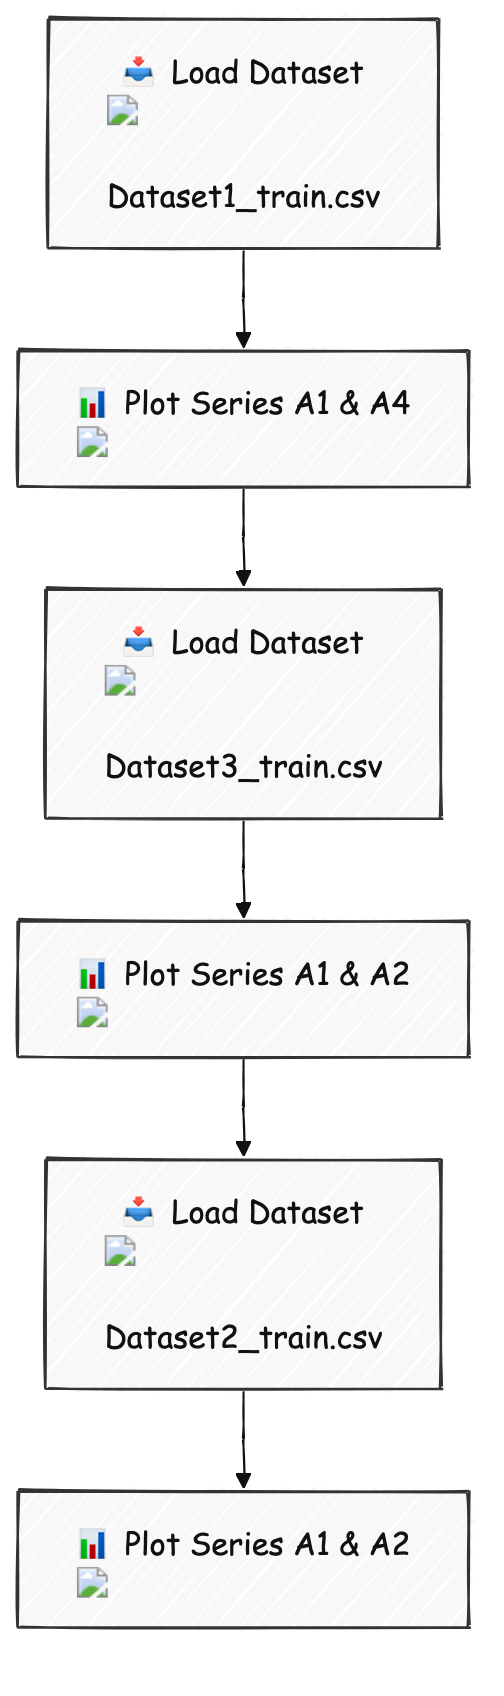 📥 Load Dataset
Dataset1_train.csv
📊 Plot Series A1 & A4
📥 Load Dataset
Dataset3_train.csv
📊 Plot Series A1 & A2
📥 Load Dataset
Dataset2_train.csv
📊 Plot Series A1 & A2